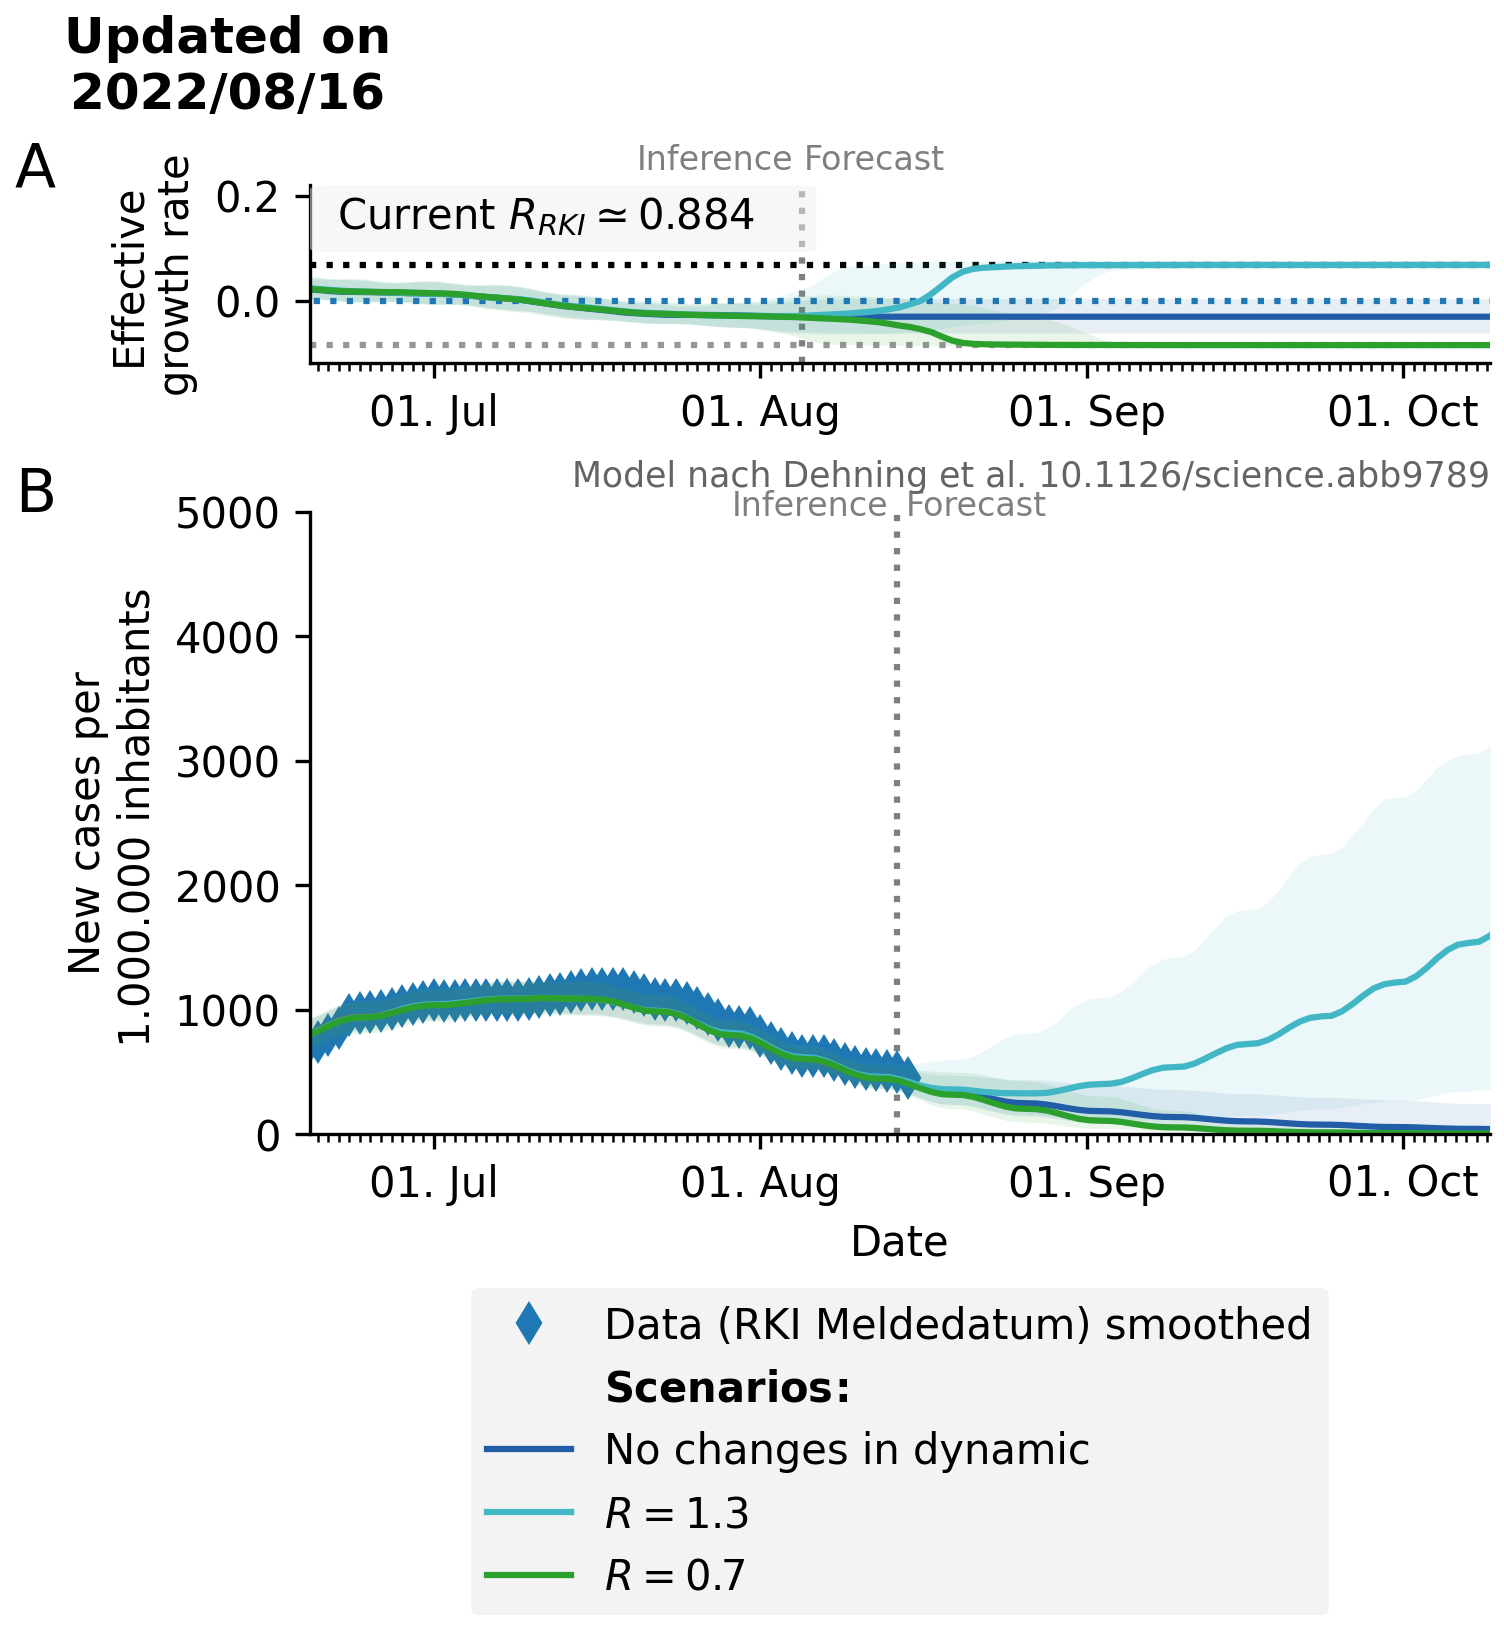 Updated on
2022/08/16
A
Effective
growth rate
Inference Forecast
Current R_RKI ≃ 0.884
0.2
0.0
01. Jul
01. Aug
01. Sep
01. Oct
B
Model nach Dehning et al. 10.1126/science.abb9789
Inference Forecast
New cases per
1.000.000 inhabitants
5000
4000
3000
2000
1000
0
01. Jul
01. Aug
01. Sep
01. Oct
Date
Data (RKI Meldedatum) smoothed
Scenarios:
No changes in dynamic
R = 1.3
R = 0.7